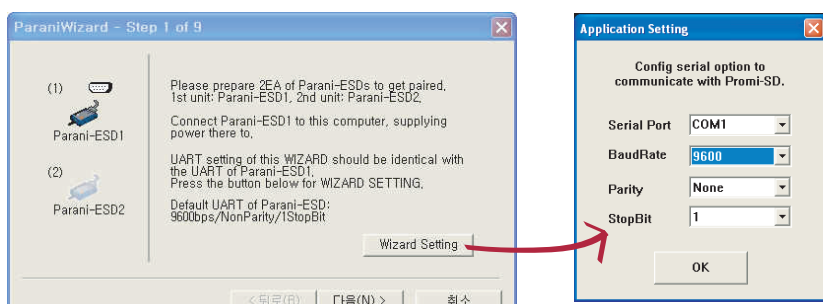 ParaniWizard - Step 1 of 9
(1)
Parani-ESD1
(2)
Parani-ESD2
Please prepare 2EA of Parani-ESDs to get paired.
1st unit: Parani-ESD1, 2nd unit: Parani-ESD2,
Connect Parani-ESD1 to this computer, supplying
power there to,
UART setting of this WIZARD should be identical with
the UART of Parani-ESD1,
Press the button below for WIZARD SETTING,
Default UART of Parani-ESD:
9600bps/NonParity/1StopBit
Wizard Setting
< 뒤로(B)
다음(N) >
취소
Application Setting
Config serial option to
communicate with Promi-SD.
Serial Port COM1
BaudRate 9600
Parity None
StopBit 1
OK